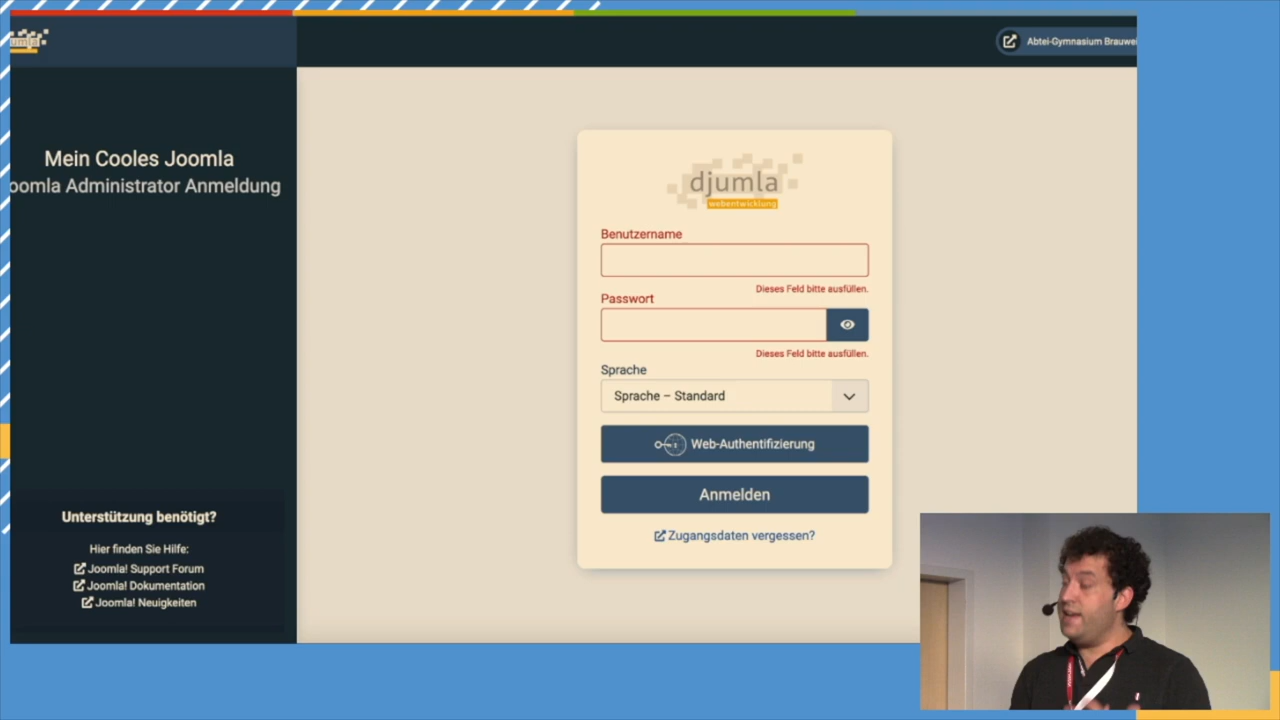 Abtei-Gymnasium
Mein Cooles Joomla
Administrator Anmeldung
djumla
webentwicklung
Benutzername
Dieses Feld bitte ausfüllen.
Passwort
Dieses Feld bitte ausfüllen.
Sprache
Sprache – Standard
Web-Authentifizierung
Anmelden
Zugangsdaten vergessen?
Unterstützung benötigt?
Hier finden Sie Hilfe:
Joomla! Support Forum
Joomla! Dokumentation
Joomla! Neuigkeiten